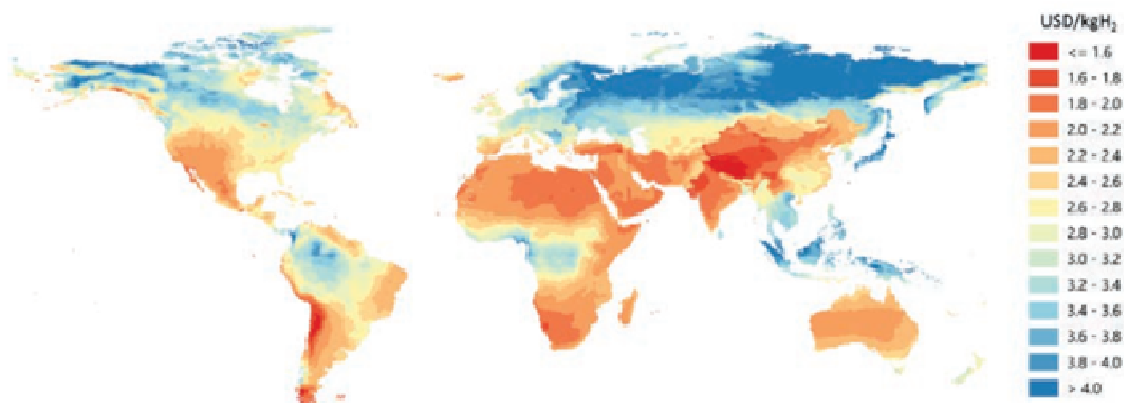 USD/kgH₂
<= 1.6
1.6 - 1.8
1.8 - 2.0
2.0 - 2.2
2.2 - 2.4
2.4 - 2.6
2.6 - 2.8
2.8 - 3.0
3.0 - 3.2
3.2 - 3.4
3.4 - 3.6
3.6 - 3.8
3.8 - 4.0
> 4.0